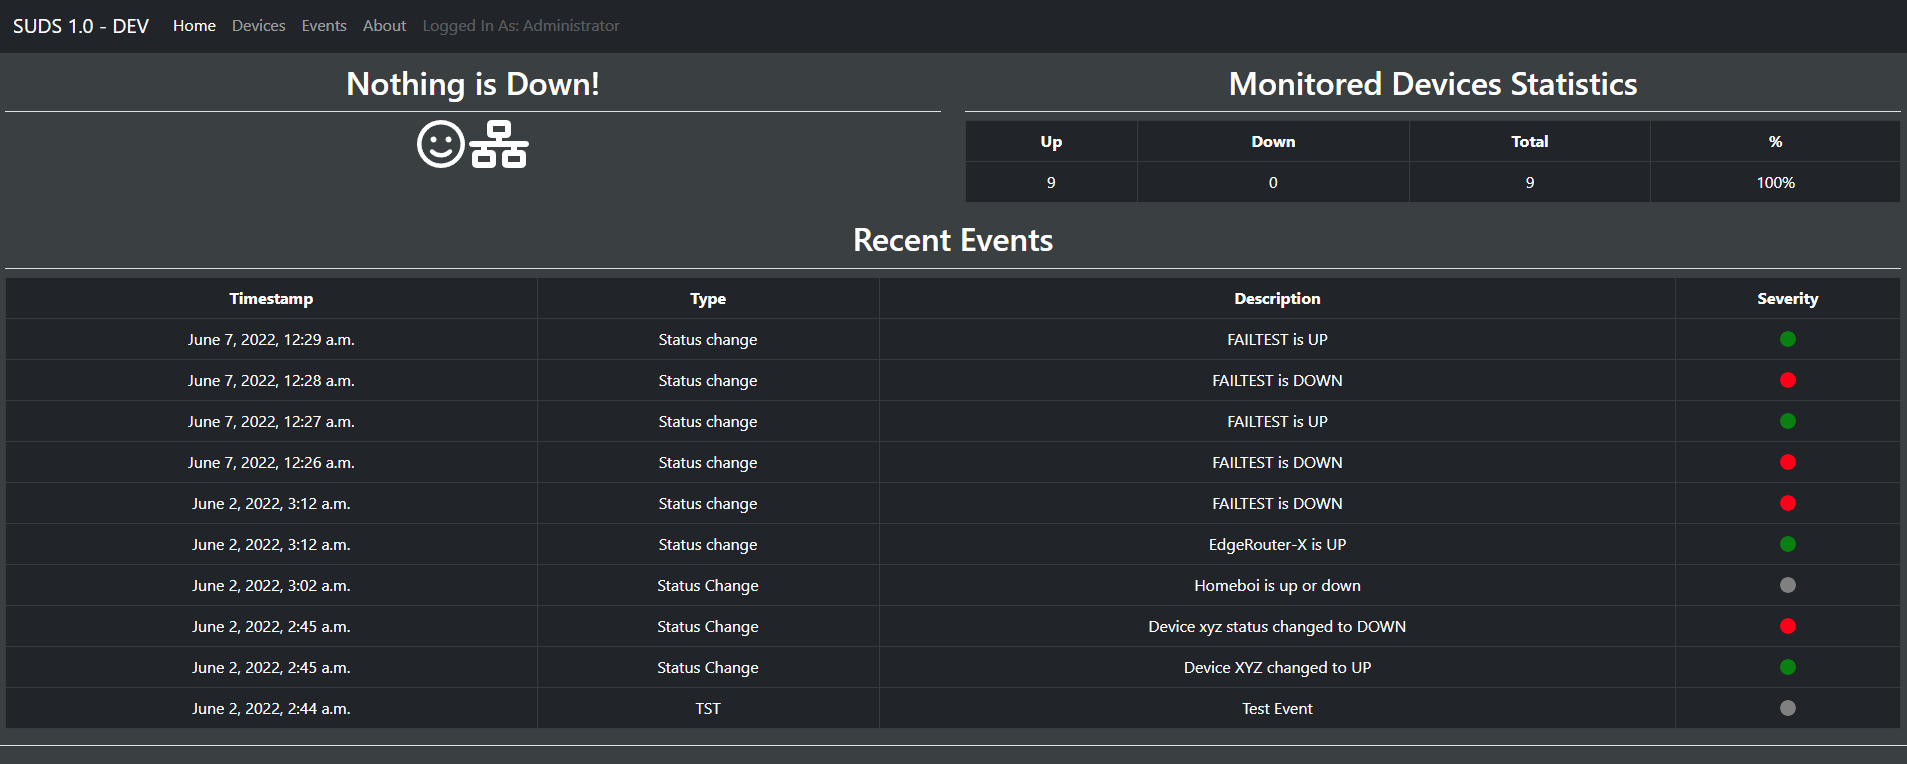 SUDS 1.0 - DEV Home Devices Events About Logged In As: Administrator
Nothing is Down!
Monitored Devices Statistics
Up Down Total %
9 0 9 100%
Recent Events
Timestamp Type Description Severity
June 7, 2022, 12:29 a.m. Status change FAILTEST is UP
June 7, 2022, 12:28 a.m. Status change FAILTEST is DOWN
June 7, 2022, 12:27 a.m. Status change FAILTEST is UP
June 7, 2022, 12:26 a.m. Status change FAILTEST is DOWN
June 2, 2022, 3:12 a.m. Status change FAILTEST is DOWN
June 2, 2022, 3:12 a.m. Status change EdgeRouter-X is UP
June 2, 2022, 3:02 a.m. Status Change Homeboi is up or down
June 2, 2022, 2:45 a.m. Status Change Device xyz status changed to DOWN
June 2, 2022, 2:45 a.m. Status Change Device XYZ changed to UP
June 2, 2022, 2:44 a.m. TST Test Event